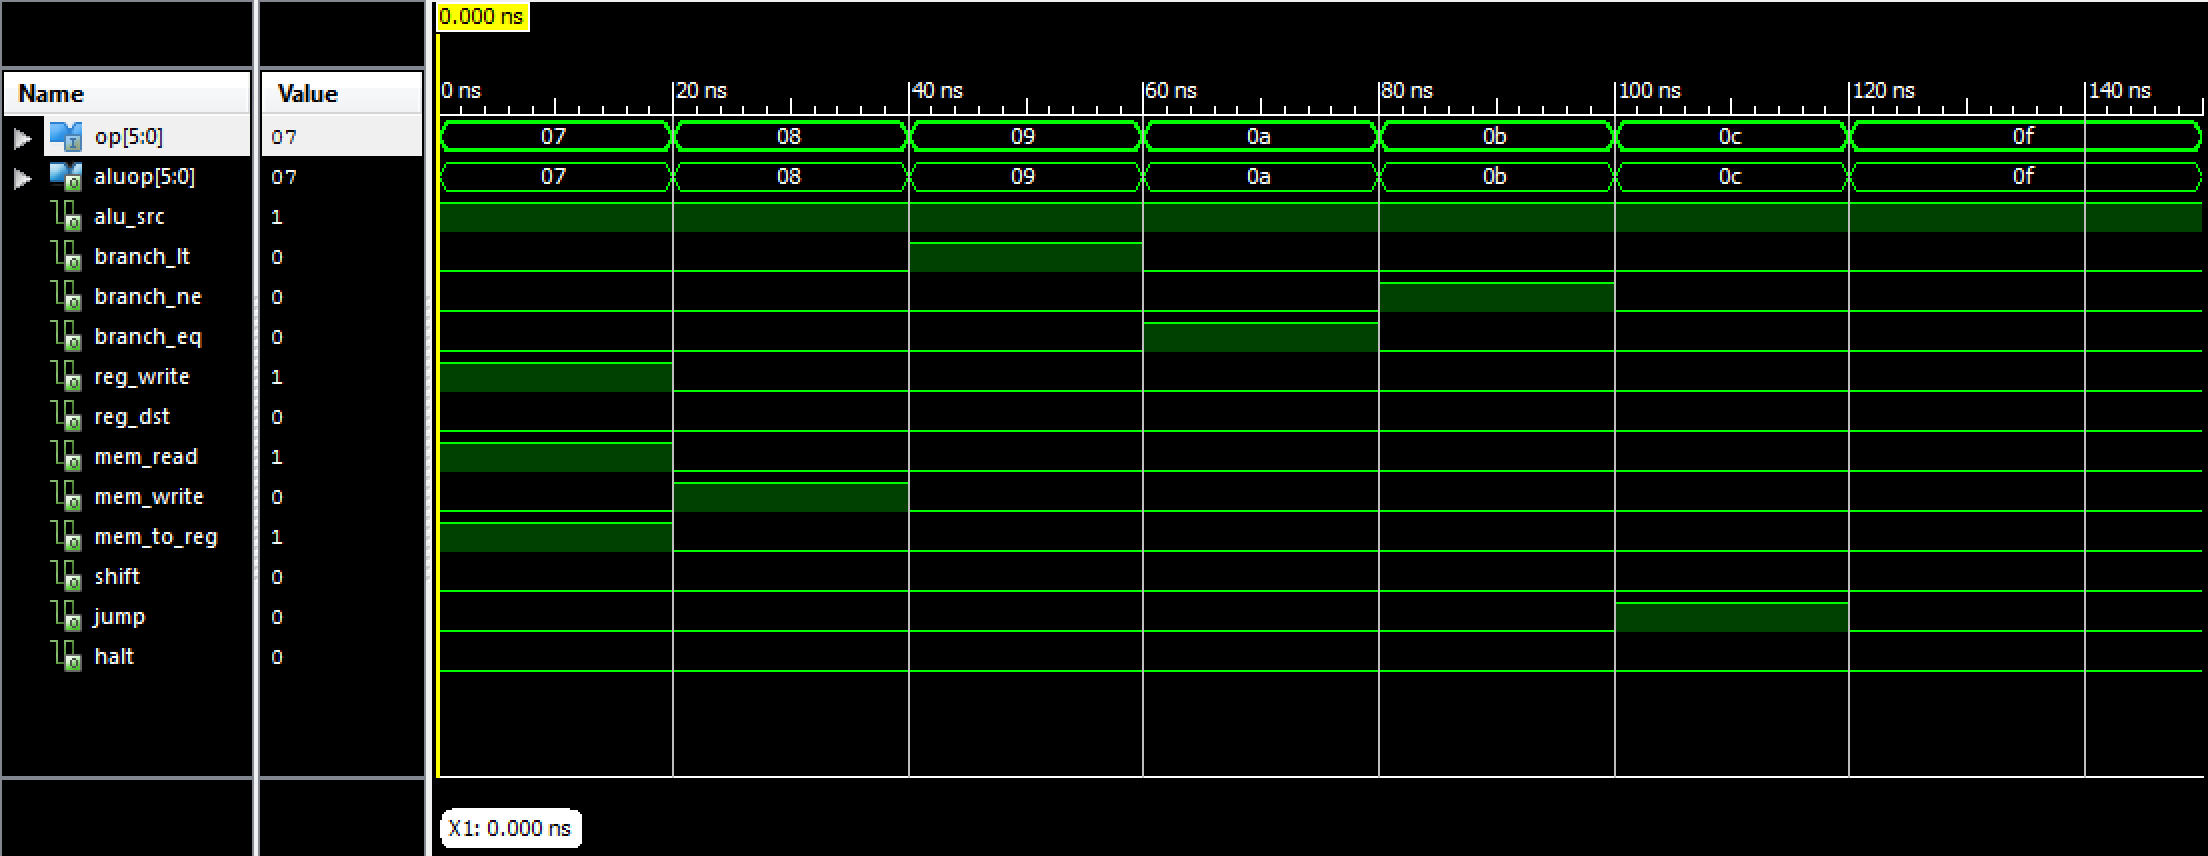 0.000 ns
Name Value 0 ns 20 ns 40 ns 60 ns 80 ns 100 ns 120 ns 140 ns
op[5:0] 07 07 08 09 0a 0b 0c 0f
aluop[5:0] 07 07 08 09 0a 0b 0c 0f
alu_src 1
branch_lt 0
branch_ne 0
branch_eq 0
reg_write 1
reg_dst 0
mem_read 1
mem_write 0
mem_to_reg 1
shift 0
jump 0
halt 0
X1: 0.000 ns